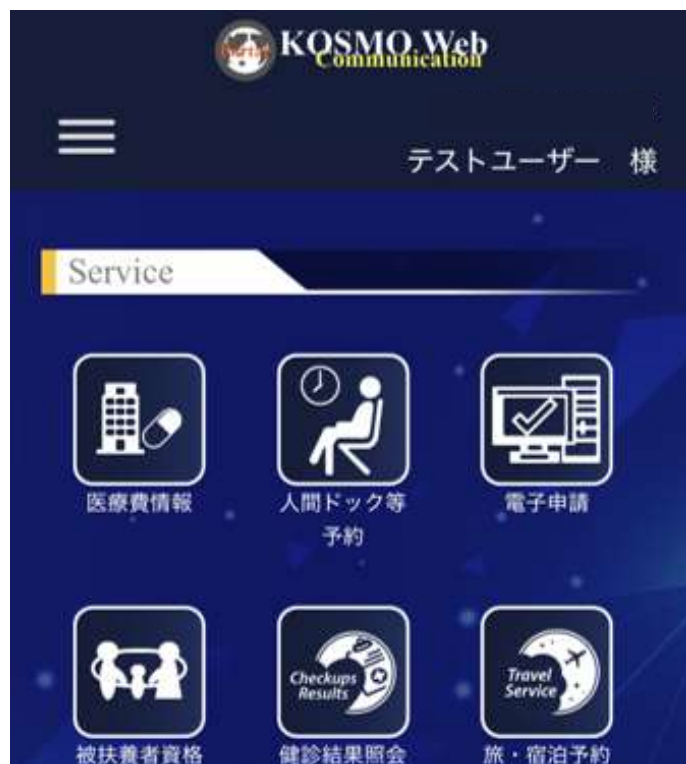 Portal KOSMO Web
Communication
テストユーザー 様
Service
医療費情報
人間ドック等
予約
電子申請
Checkups
Results
Travel
Service
被扶養者資格
健診結果照会
旅・宿泊予約